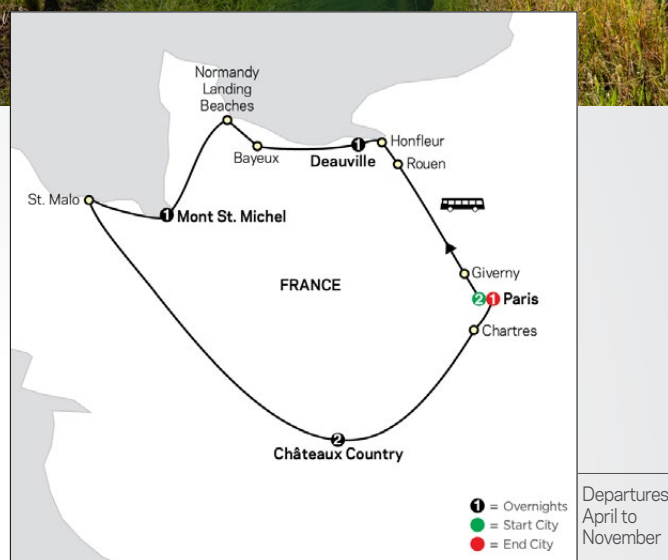 Normandy
Landing
Beaches
Bayeux
1
Deauville
Honfleur
Rouen
St. Malo
1 Mont St. Michel
Giverny
FRANCE
2 1 Paris
Chartres
2
Châteaux Country
1 = Overnights
= Start City
= End City
Departures
April to
November